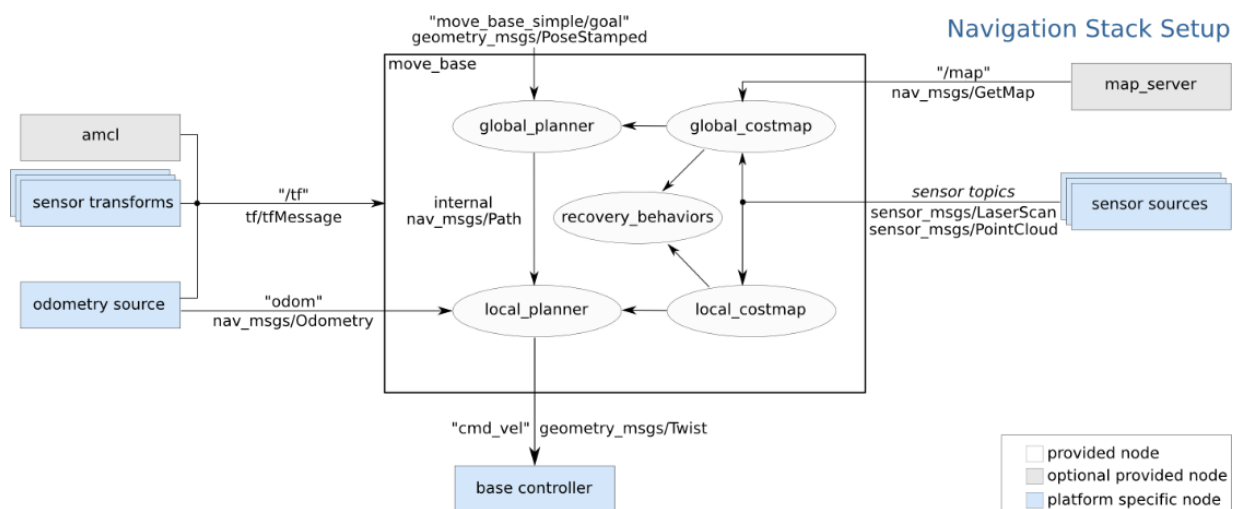 Navigation Stack Setup
"move_base_simple/goal"
geometry_msgs/PoseStamped
move_base
"/map"
nav_msgs/GetMap
map_server
global_planner
global_costmap
amcl
sensor transforms
"/tf"
tf/tfMessage
internal
nav_msgs/Path
recovery_behaviors
sensor topics
sensor_msgs/LaserScan
sensor_msgs/PointCloud
sensor sources
odometry source
"odom"
nav_msgs/Odometry
local_planner
local_costmap
"cmd_vel" geometry_msgs/Twist
base controller
provided node
optional provided node
platform specific node